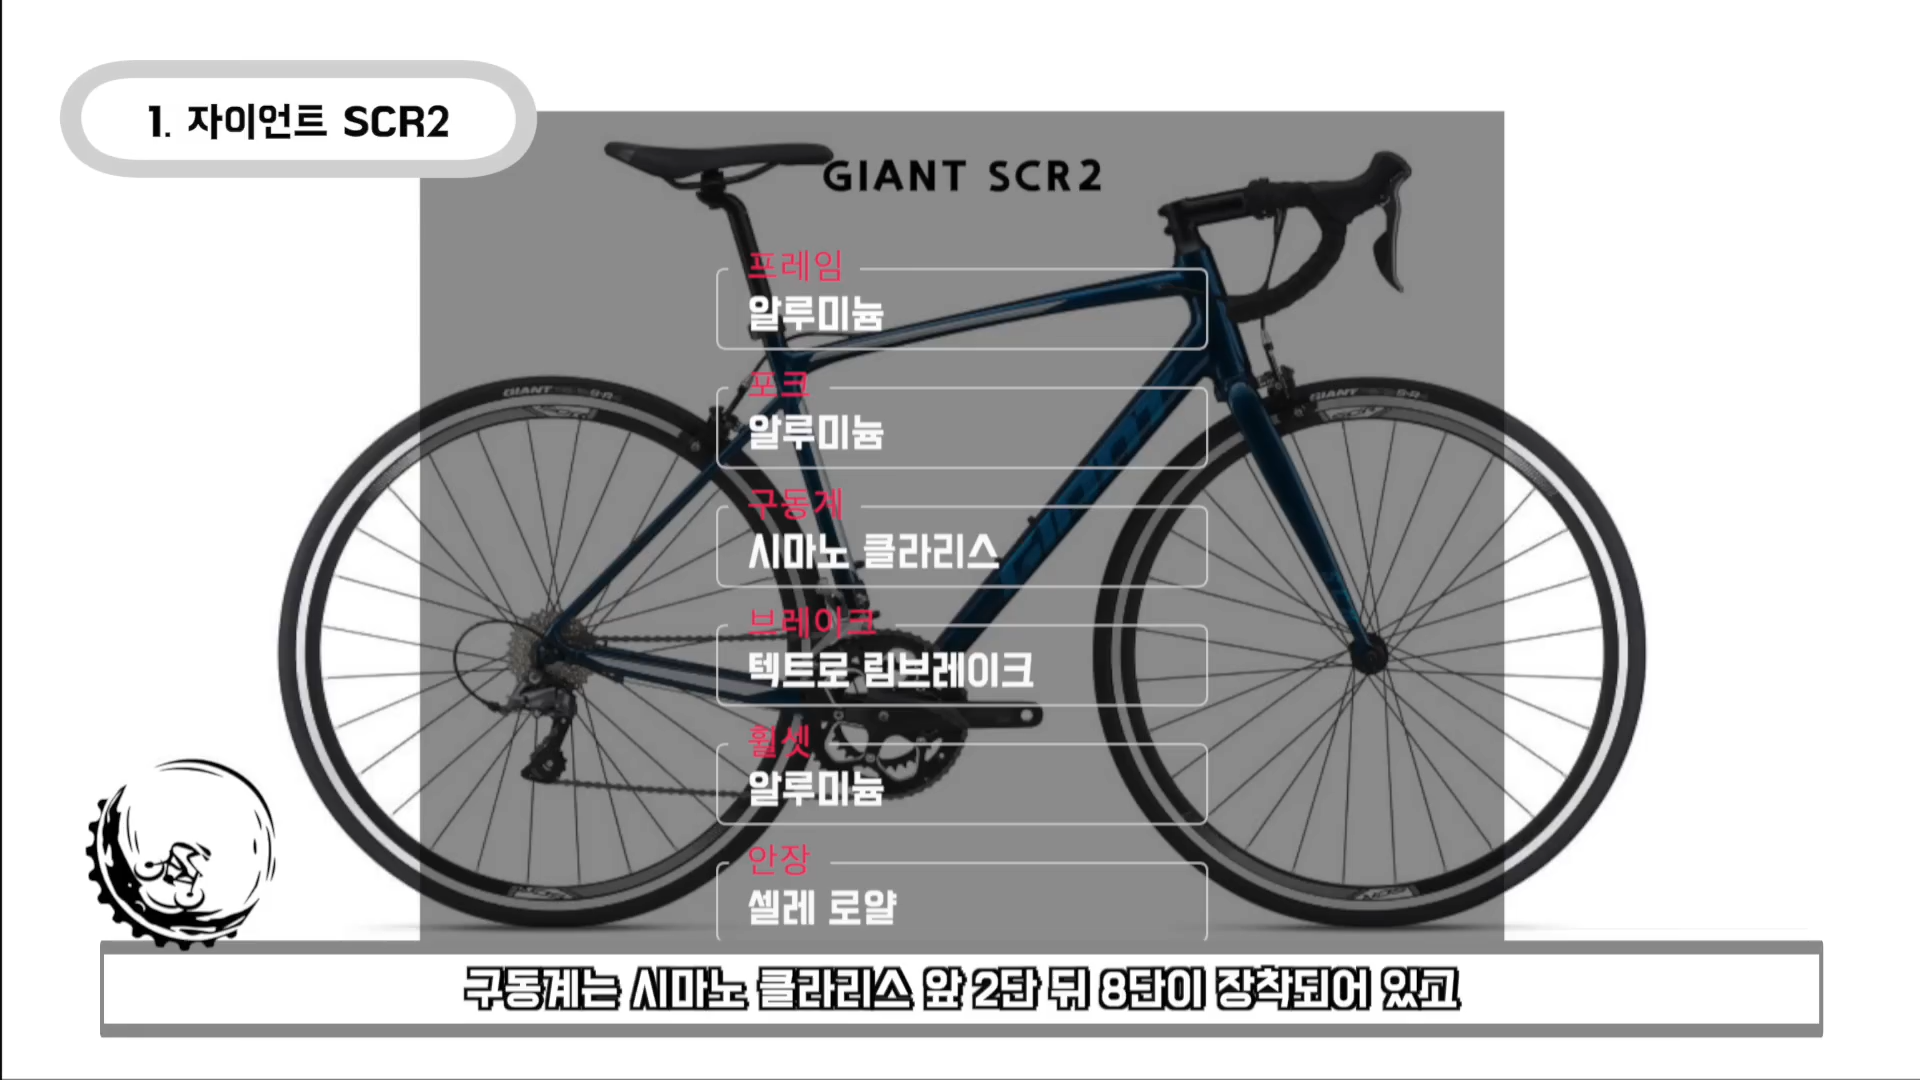 1. 자이언트 SCR2
GIANT SCR2
프레임
알루미늄
포크
알루미늄
구동계
시마노 클라리스
브레이크
텍트로 림브레이크
휠셋
알루미늄
안장
셀레 로얄
GIANT
GIANT
GIANT
구동계는 시마노 클라리스 앞 2단 뒤 8단이 장착되어 있고